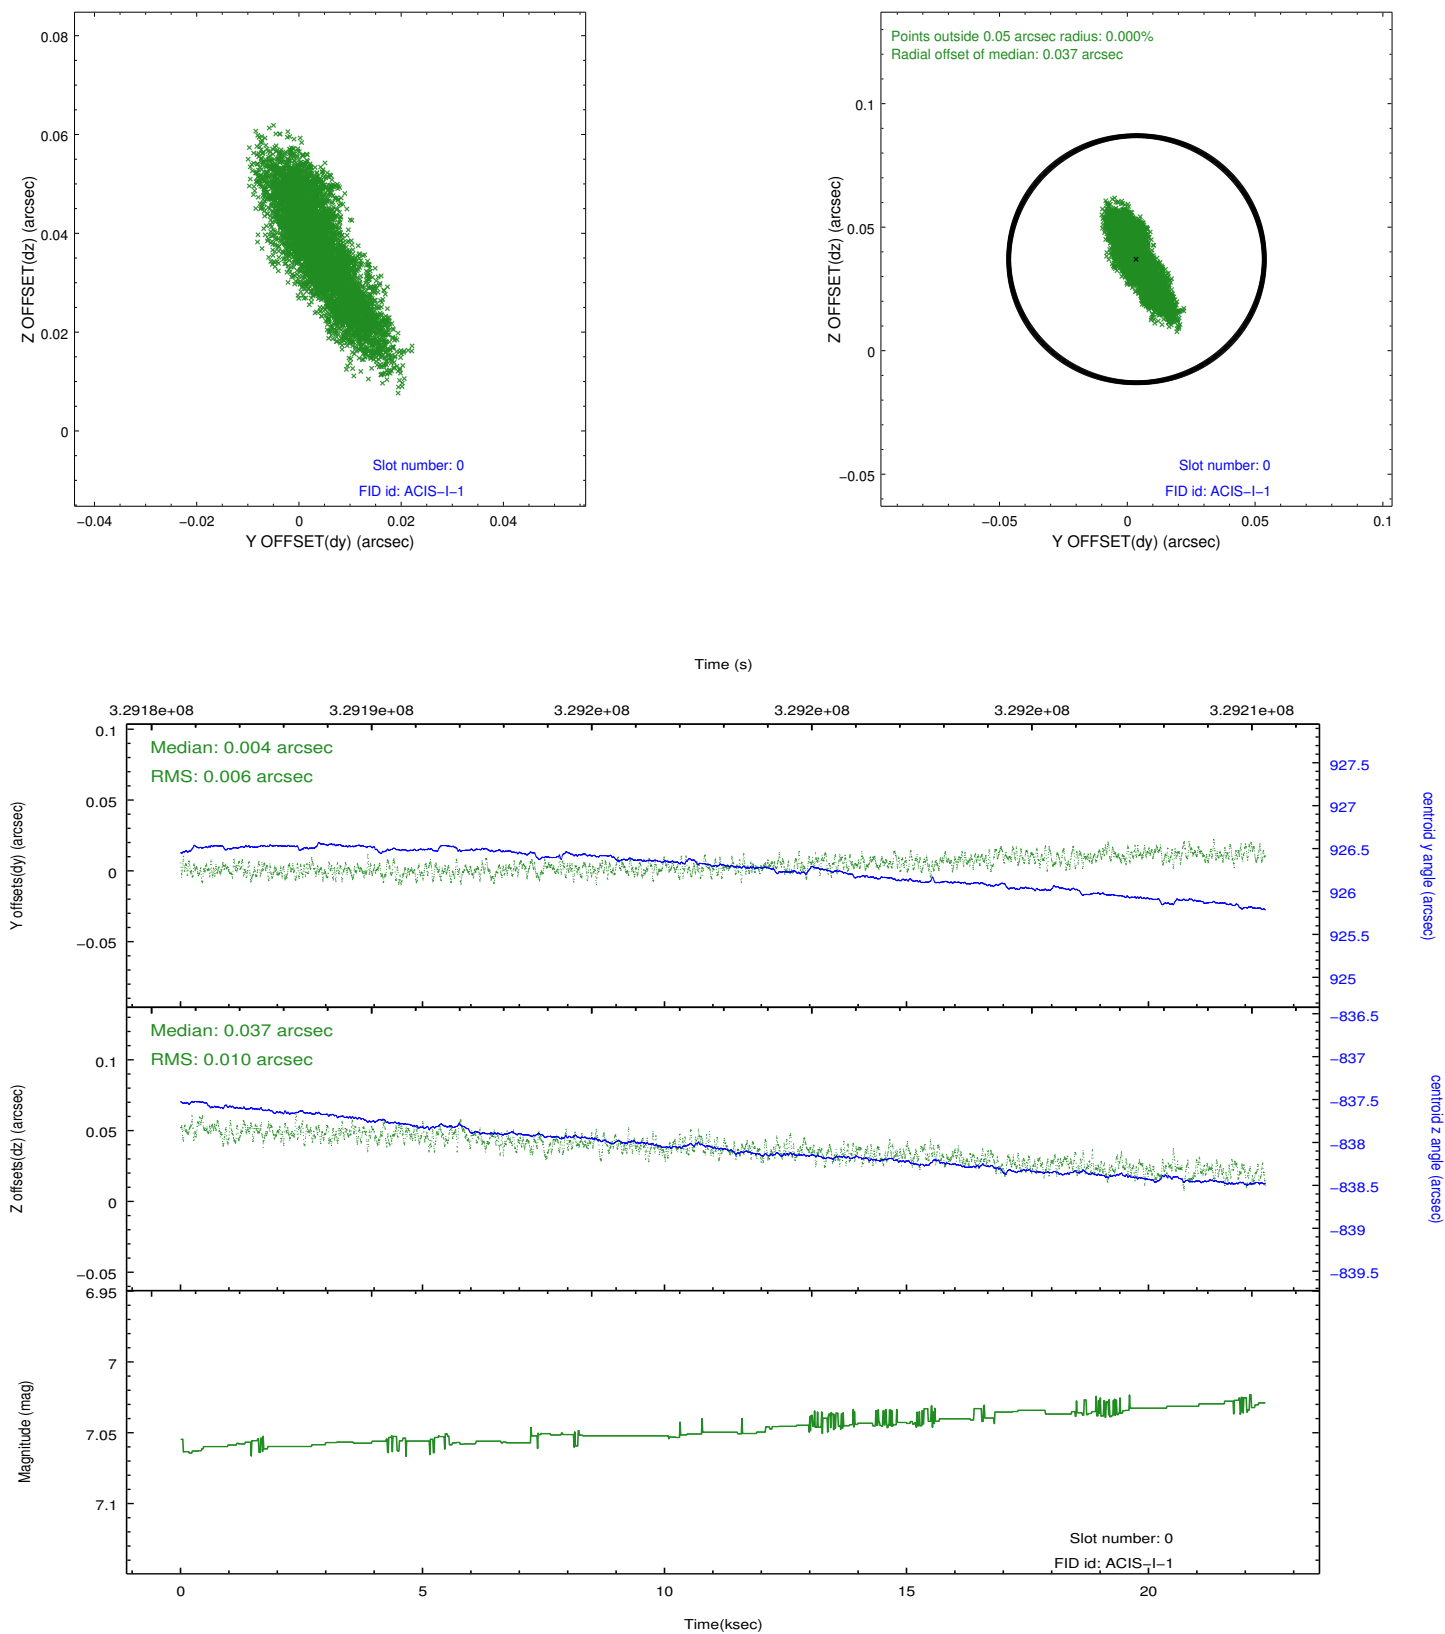 0.08
0.06
0.04
0.02
0
Z OFFSET(dz) (arcsec)
Slot number: 0
FID id: ACIS−I−1
−0.04
−0.02
0
0.02
0.04
Y OFFSET(dy) (arcsec)
Points outside 0.05 arcsec radius: 0.000%
Radial offset of median: 0.037 arcsec
0.1
0.05
0
−0.05
Z OFFSET(dz) (arcsec)
Slot number: 0
FID id: ACIS−I−1
−0.05
0
0.05
0.1
Y OFFSET(dy) (arcsec)
Time (s)
3.2918e+08
3.2919e+08
3.292e+08
3.292e+08
3.292e+08
3.2921e+08
Median: 0.004 arcsec
RMS: 0.006 arcsec
0.1
0.05
0
−0.05
Y offsets(dy) (arcsec)
927.5
927
926.5
926
925.5
925
centroid y angle (arcsec)
Median: 0.037 arcsec
RMS: 0.010 arcsec
0.1
0.05
0
−0.05
Z offsets(dz) (arcsec)
−836.5
−837
−837.5
−838
−838.5
−839
−839.5
centroid z angle (arcsec)
6.95
7
7.05
7.1
Magnitude (mag)
Slot number: 0
FID id: ACIS−I−1
0
5
10
15
20
Time(ksec)